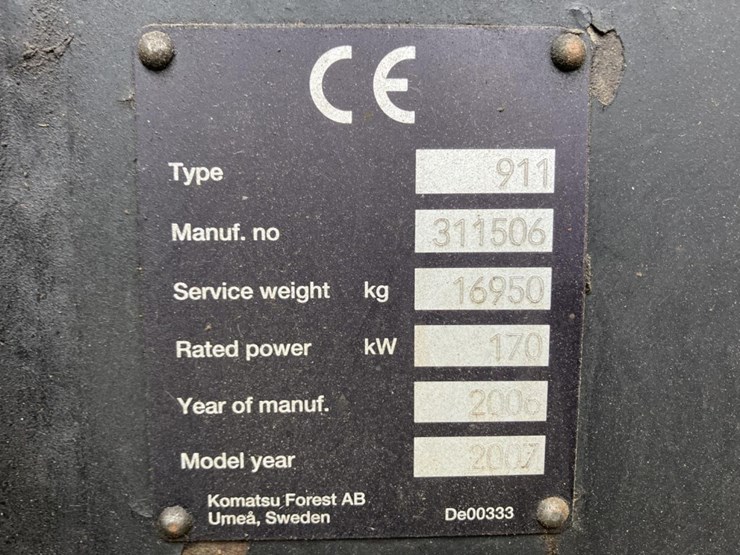 CE
Type 911
Manuf. no 311506
Service weight kg 16950
Rated power kW 170
Year of manuf. 2006
Model year 2007
Komatsu Forest AB
Umeå, Sweden De00333